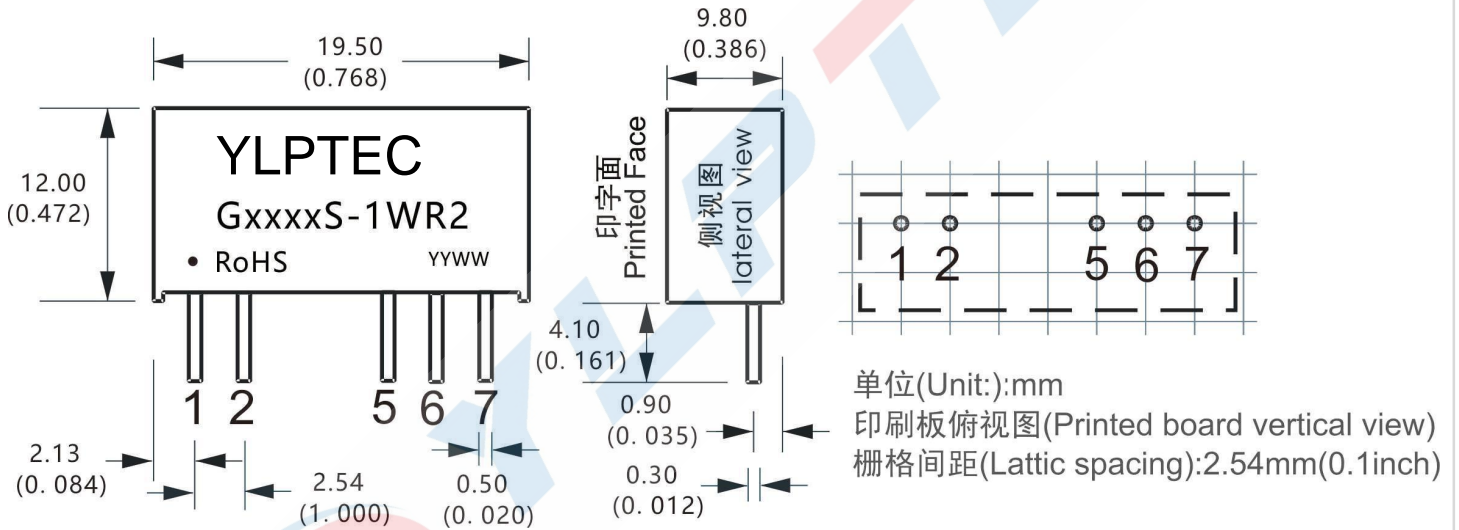 19.50
(0.768)
12.00
(0.472)
YLPTEC
GxxxxS-1WR2
• RoHS YYWW
1 2 5 6 7
2.13
(0. 084)
2.54
(1. 000)
0.50
(0. 020)
9.80
(0.386)
印字面
Printed Face
侧视图
lateral view
4.10
(0. 161)
0.90
(0. 035)
0.30
(0. 012)
1 2 5 6 7
单位(Unit:):mm
印刷板俯视图(Printed board vertical view)
栅格间距(Lattic spacing):2.54mm(0.1inch)
YLPT